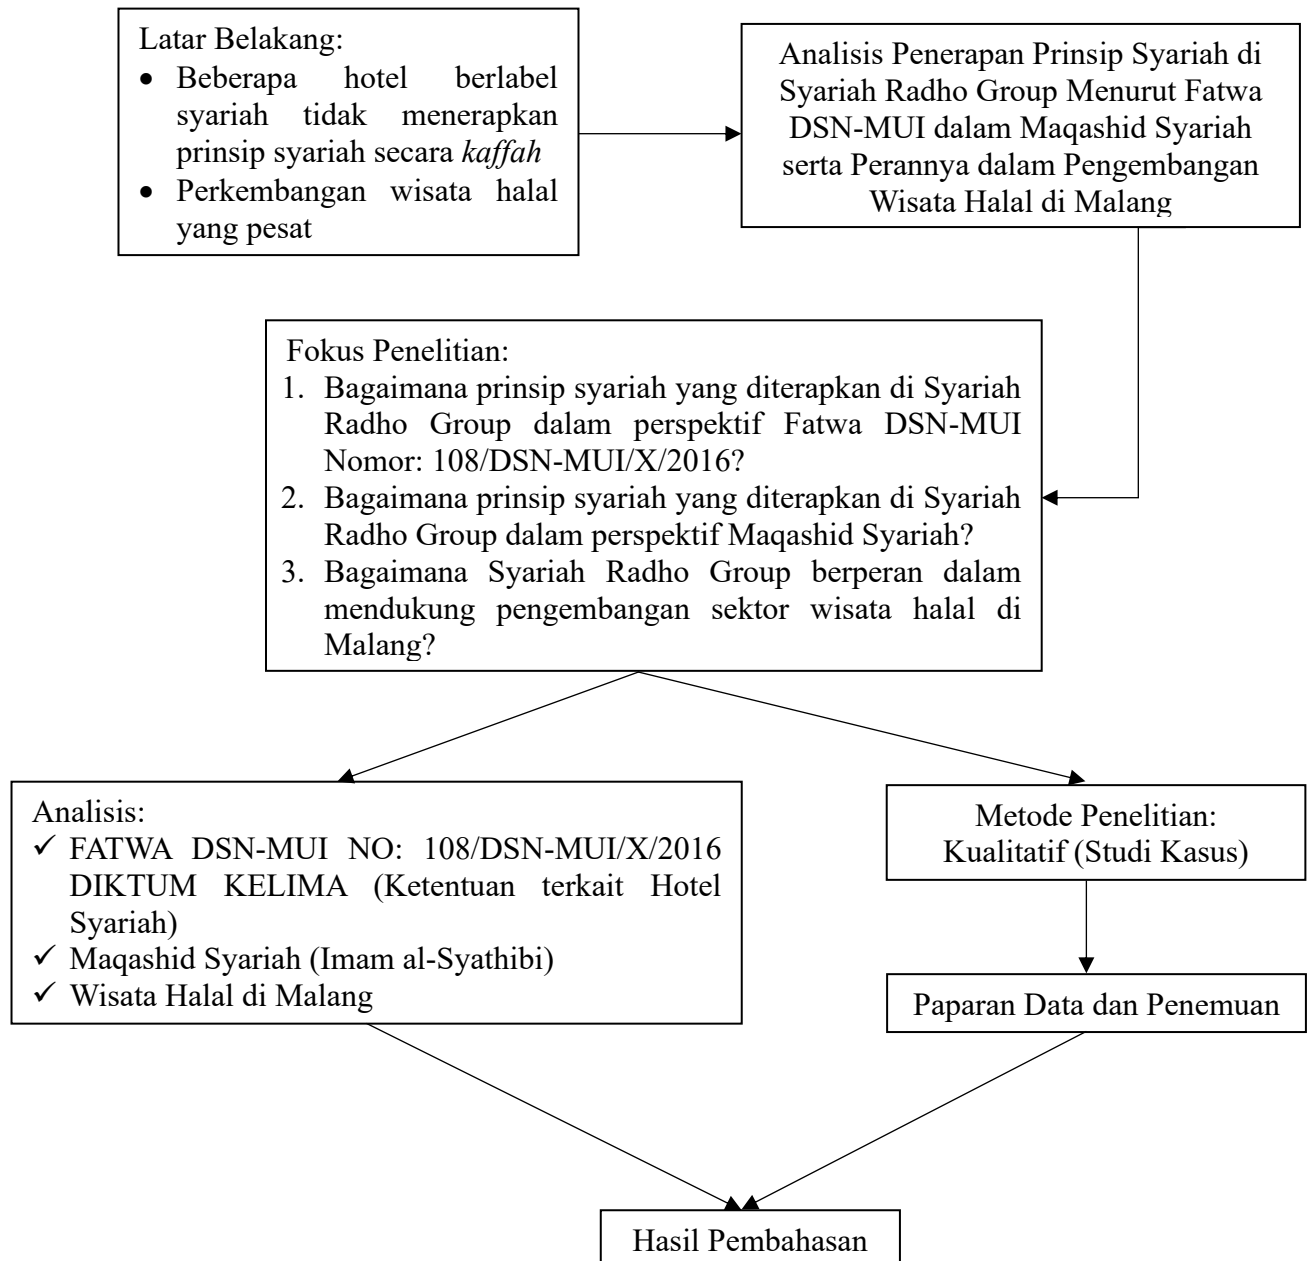 Latar Belakang:
• Beberapa hotel berlabel
syariah tidak menerapkan
prinsip syariah secara kaffah
• Perkembangan wisata halal
yang pesat
Analisis Penerapan Prinsip Syariah di
Syariah Radho Group Menurut Fatwa
DSN-MUI dalam Maqashid Syariah
serta Perannya dalam Pengembangan
Wisata Halal di Malang
Fokus Penelitian:
1. Bagaimana prinsip syariah yang diterapkan di Syariah
Radho Group dalam perspektif Fatwa DSN-MUI
Nomor: 108/DSN-MUI/X/2016?
2. Bagaimana prinsip syariah yang diterapkan di Syariah
Radho Group dalam perspektif Maqashid Syariah?
3. Bagaimana Syariah Radho Group berperan dalam
mendukung pengembangan sektor wisata halal di
Malang?
Analisis:
✓ FATWA DSN-MUI NO: 108/DSN-MUI/X/2016
DIKTUM KELIMA (Ketentuan terkait Hotel
Syariah)
✓ Maqashid Syariah (Imam al-Syathibi)
✓ Wisata Halal di Malang
Metode Penelitian:
Kualitatif (Studi Kasus)
Paparan Data dan Penemuan
Hasil Pembahasan